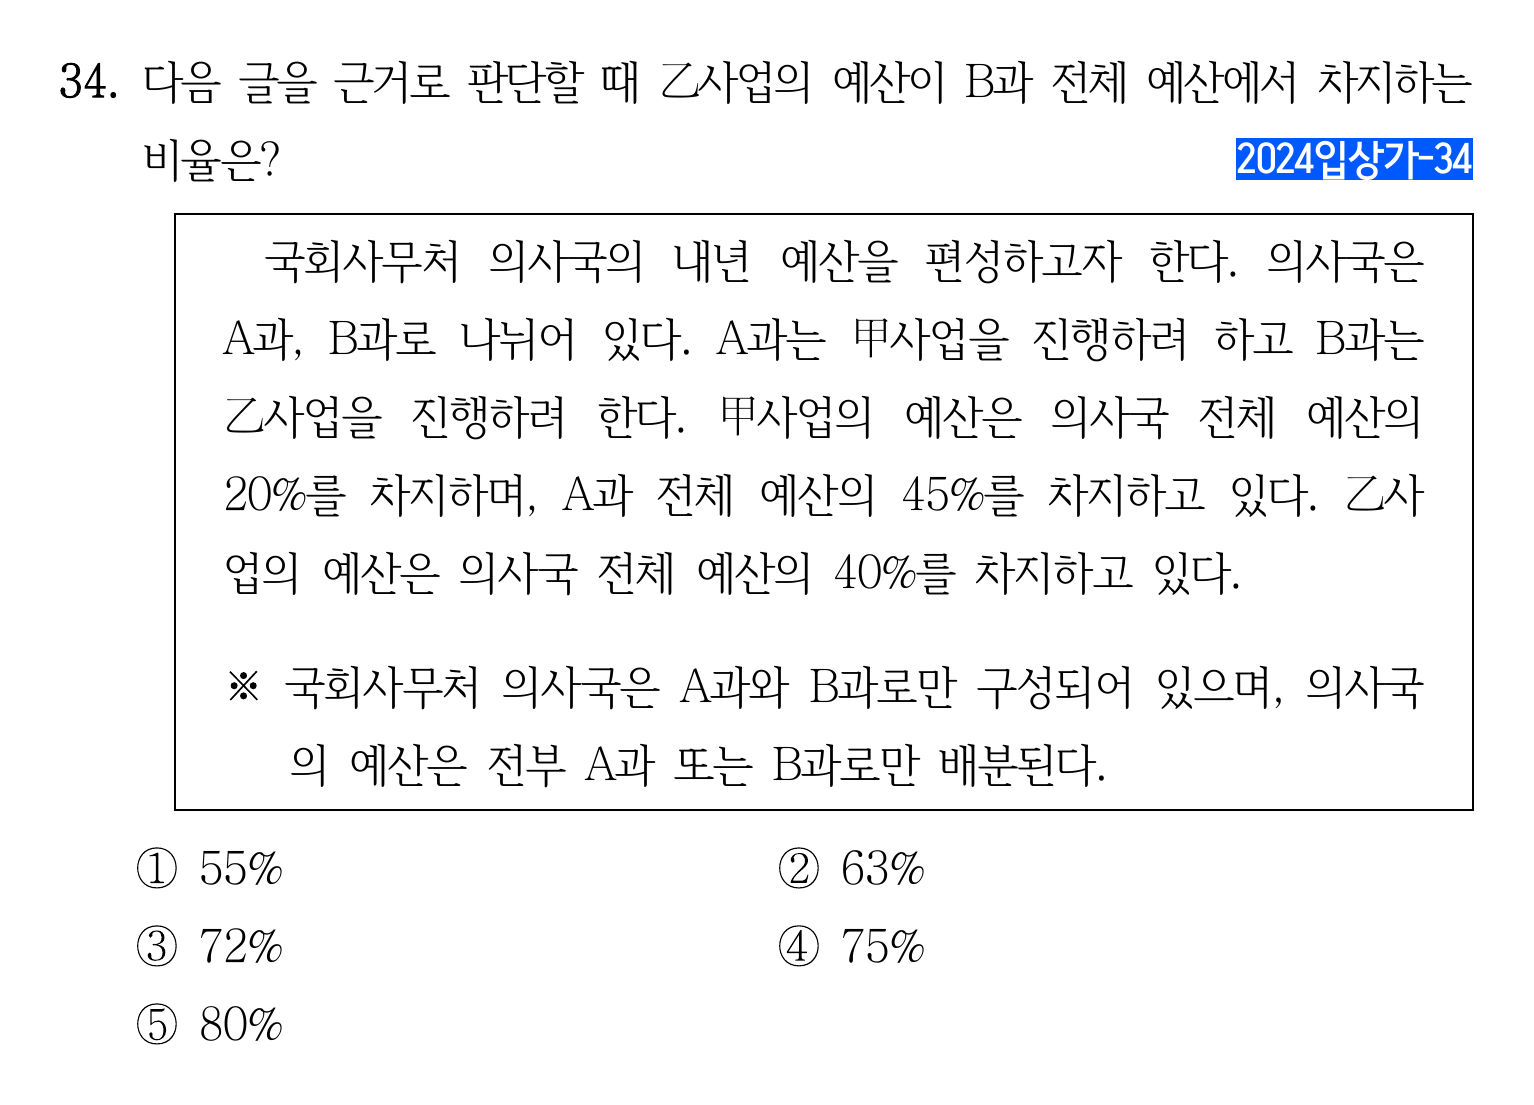 34. 다음 글을 근거로 판단할 때 乙사업의 예산이 B과 전체 예산에서 차지하는
비율은?
2024입상가-34
국회사무처 의사국의 내년 예산을 편성하고자 한다. 의사국은
A과, B과로 나뉘어 있다. A과는 甲사업을 진행하려 하고 B과는
乙사업을 진행하려 한다. 甲사업의 예산은 의사국 전체 예산의
20%를 차지하며, A과 전체 예산의 45%를 차지하고 있다. 乙사
업의 예산은 의사국 전체 예산의 40%를 차지하고 있다.
※ 국회사무처 의사국은 A과와 B과로만 구성되어 있으며, 의사국
의 예산은 전부 A과 또는 B과로만 배분된다.
① 55%
② 63%
③ 72%
④ 75%
⑤ 80%